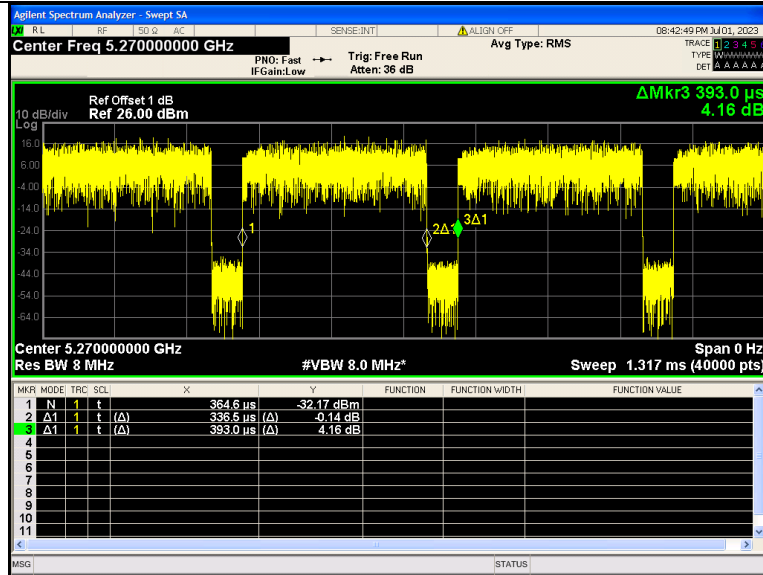 Agilent Spectrum Analyzer - Swept SA
RL RF 50 Ω AC SENSE:INT ALIGN OFF 08:42:49 PM Jul 01, 2023
Center Freq 5.270000000 GHz Avg Type: RMS TRACE 1 2 3 4 5
PNO: Fast Trig: Free Run TYPE
IFGain:Low Atten: 36 dB DET A A A A A
ΔMkr3 393.0 µs
4.16 dB
Ref Offset 1 dB
10 dB/div Ref 26.00 dBm
Log
16.0
6.00
-4.00
-14.0
-24.0
-34.0
-44.0
-54.0
-64.0
1
2Δ1
3Δ1
Center 5.270000000 GHz Span 0 Hz
Res BW 8 MHz #VBW 8.0 MHz* Sweep 1.317 ms (40000 pts)
MKR MODE TRC SCL X Y FUNCTION FUNCTION WIDTH FUNCTION VALUE
1 N 1 t 364.6 µs -32.17 dBm
2 Δ1 1 t (Δ) 336.5 µs (Δ) -0.14 dB
3 Δ1 1 t (Δ) 393.0 µs (Δ) 4.16 dB
4
5
6
7
8
9
10
11
MSG STATUS